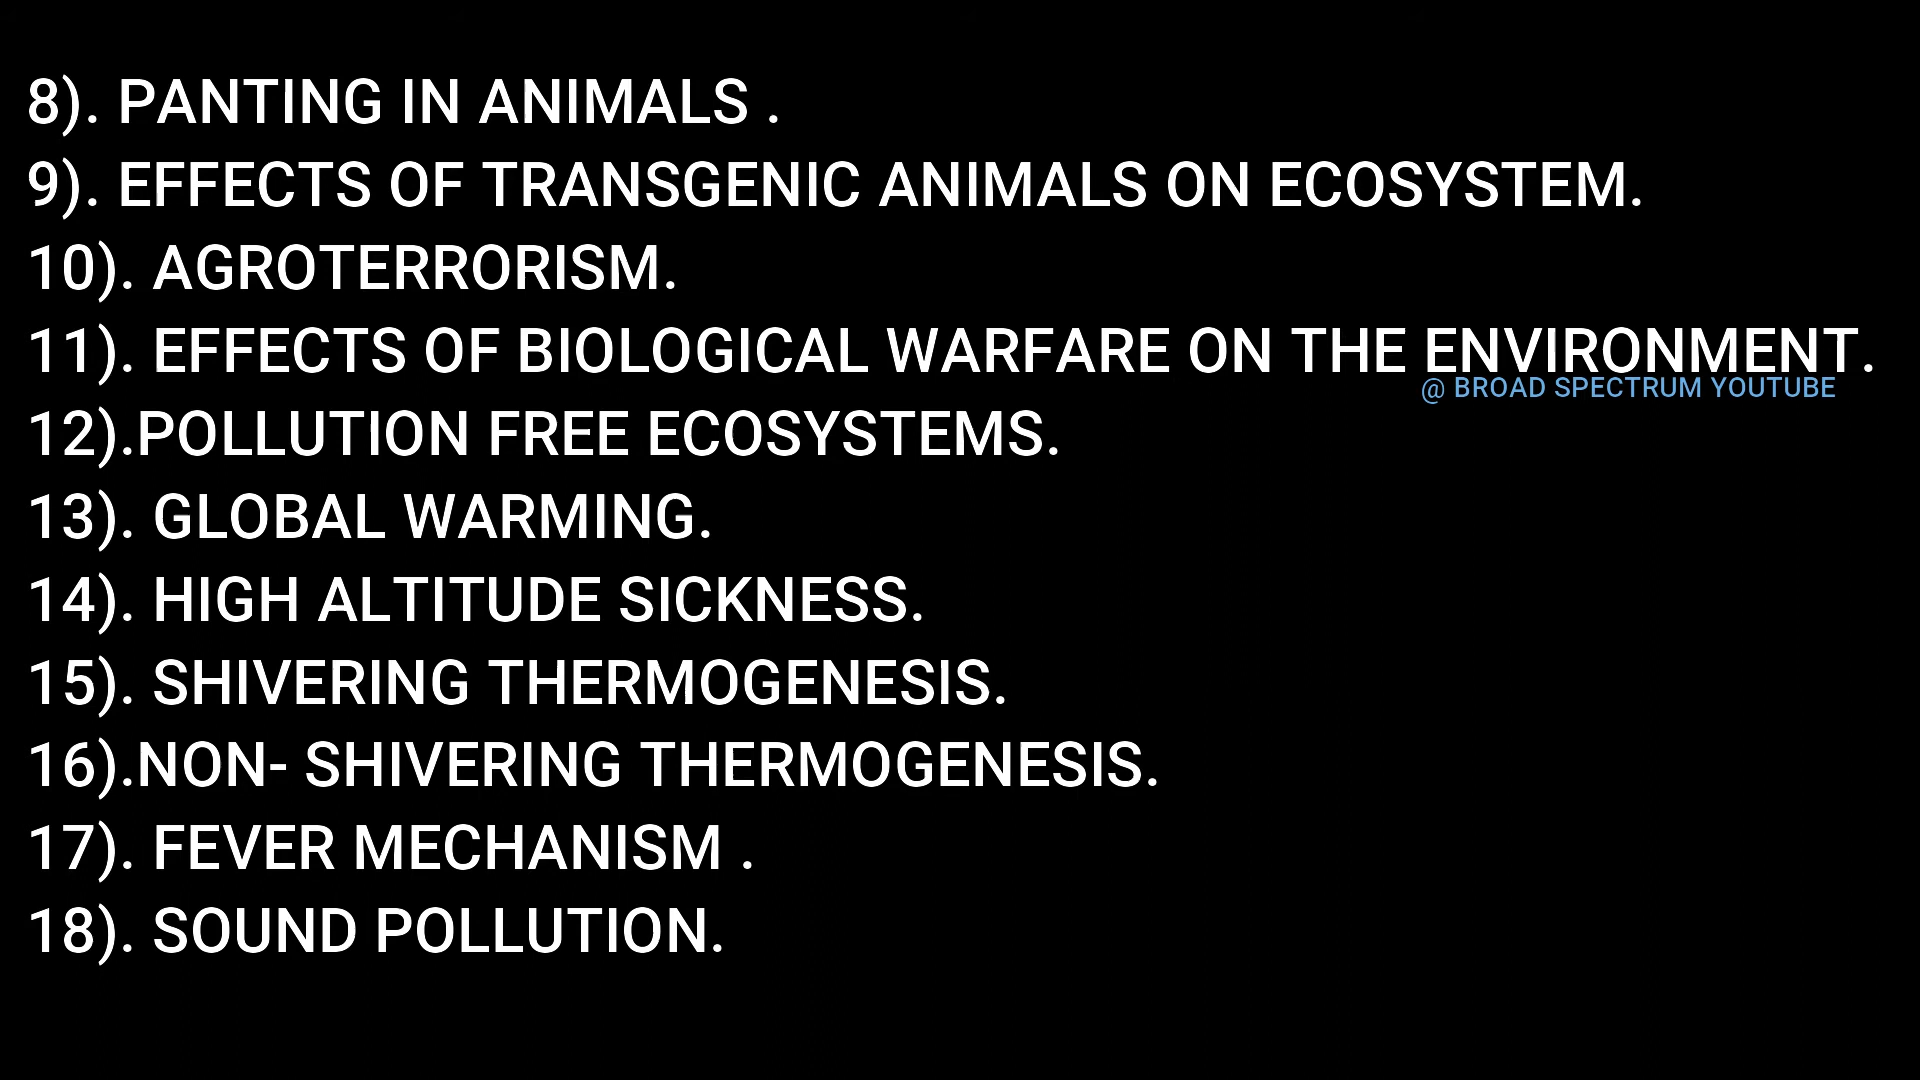 8). PANTING IN ANIMALS .
9). EFFECTS OF TRANSGENIC ANIMALS ON ECOSYSTEM.
10). AGROTERRORISM.
11). EFFECTS OF BIOLOGICAL WARFARE ON THE ENVIRONMENT.
@ BROAD SPECTRUM YOUTUBE
12).POLLUTION FREE ECOSYSTEMS.
13). GLOBAL WARMING.
14). HIGH ALTITUDE SICKNESS.
15). SHIVERING THERMOGENESIS.
16).NON- SHIVERING THERMOGENESIS.
17). FEVER MECHANISM .
18). SOUND POLLUTION.